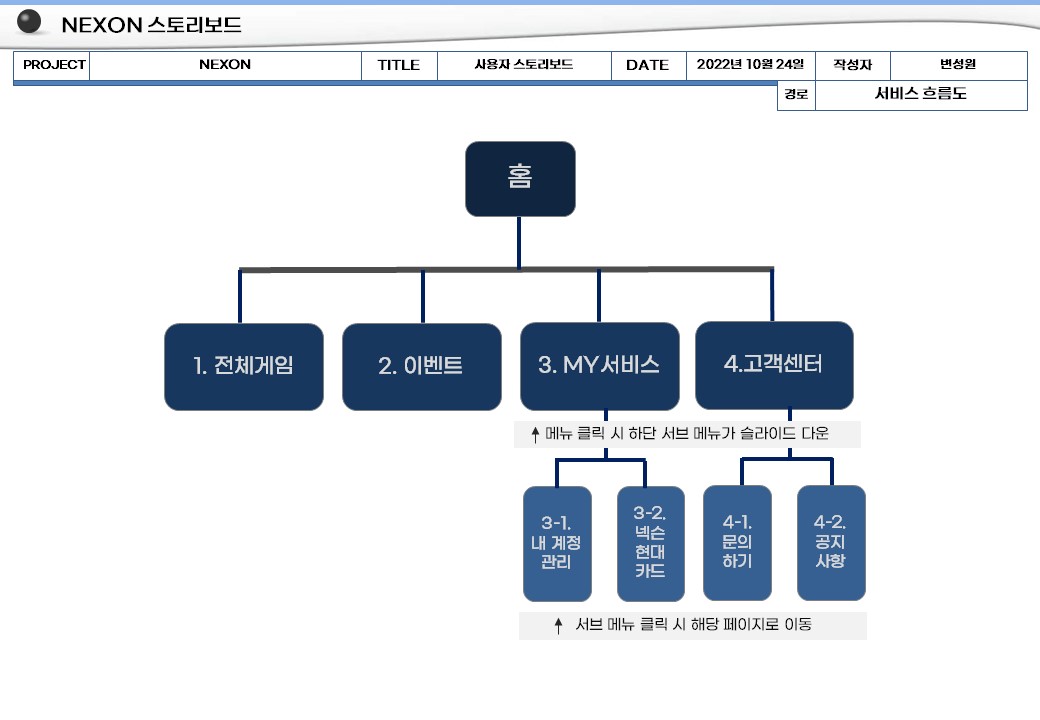 NEXON 스토리보드
PROJECT NEXON TITLE 사용자 스토리보드 DATE 2022년 10월 24일 작성자 변성원
경로 서비스 흐름도
홈
1. 전체게임 2. 이벤트 3. MY서비스 4.고객센터
↑ 메뉴 클릭 시 하단 서브 메뉴가 슬라이드 다운
3-1.
내 계정
관리
3-2.
넥슨
현대
카드
4-1.
문의
하기
4-2.
공지
사항
↑ 서브 메뉴 클릭 시 해당 페이지로 이동